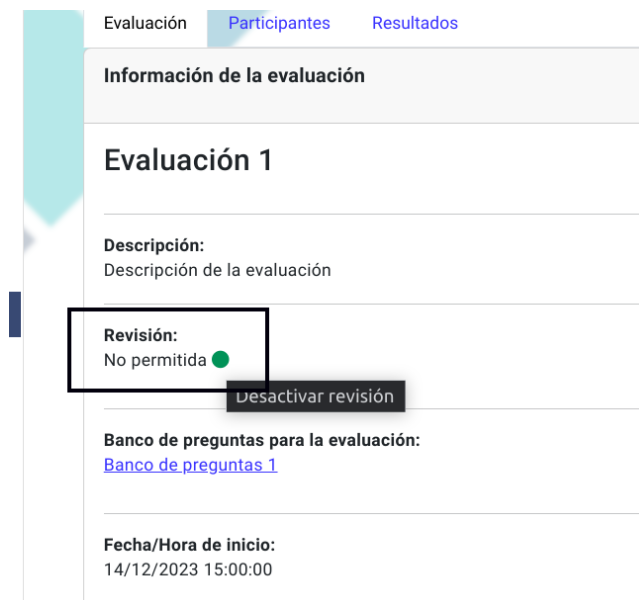 Evaluación Participantes Resultados
Información de la evaluación
Evaluación 1
Descripción:
Descripción de la evaluación
Revisión:
No permitida
Desactivar revisión
Banco de preguntas para la evaluación:
Banco de preguntas 1
Fecha/Hora de inicio:
14/12/2023 15:00:00